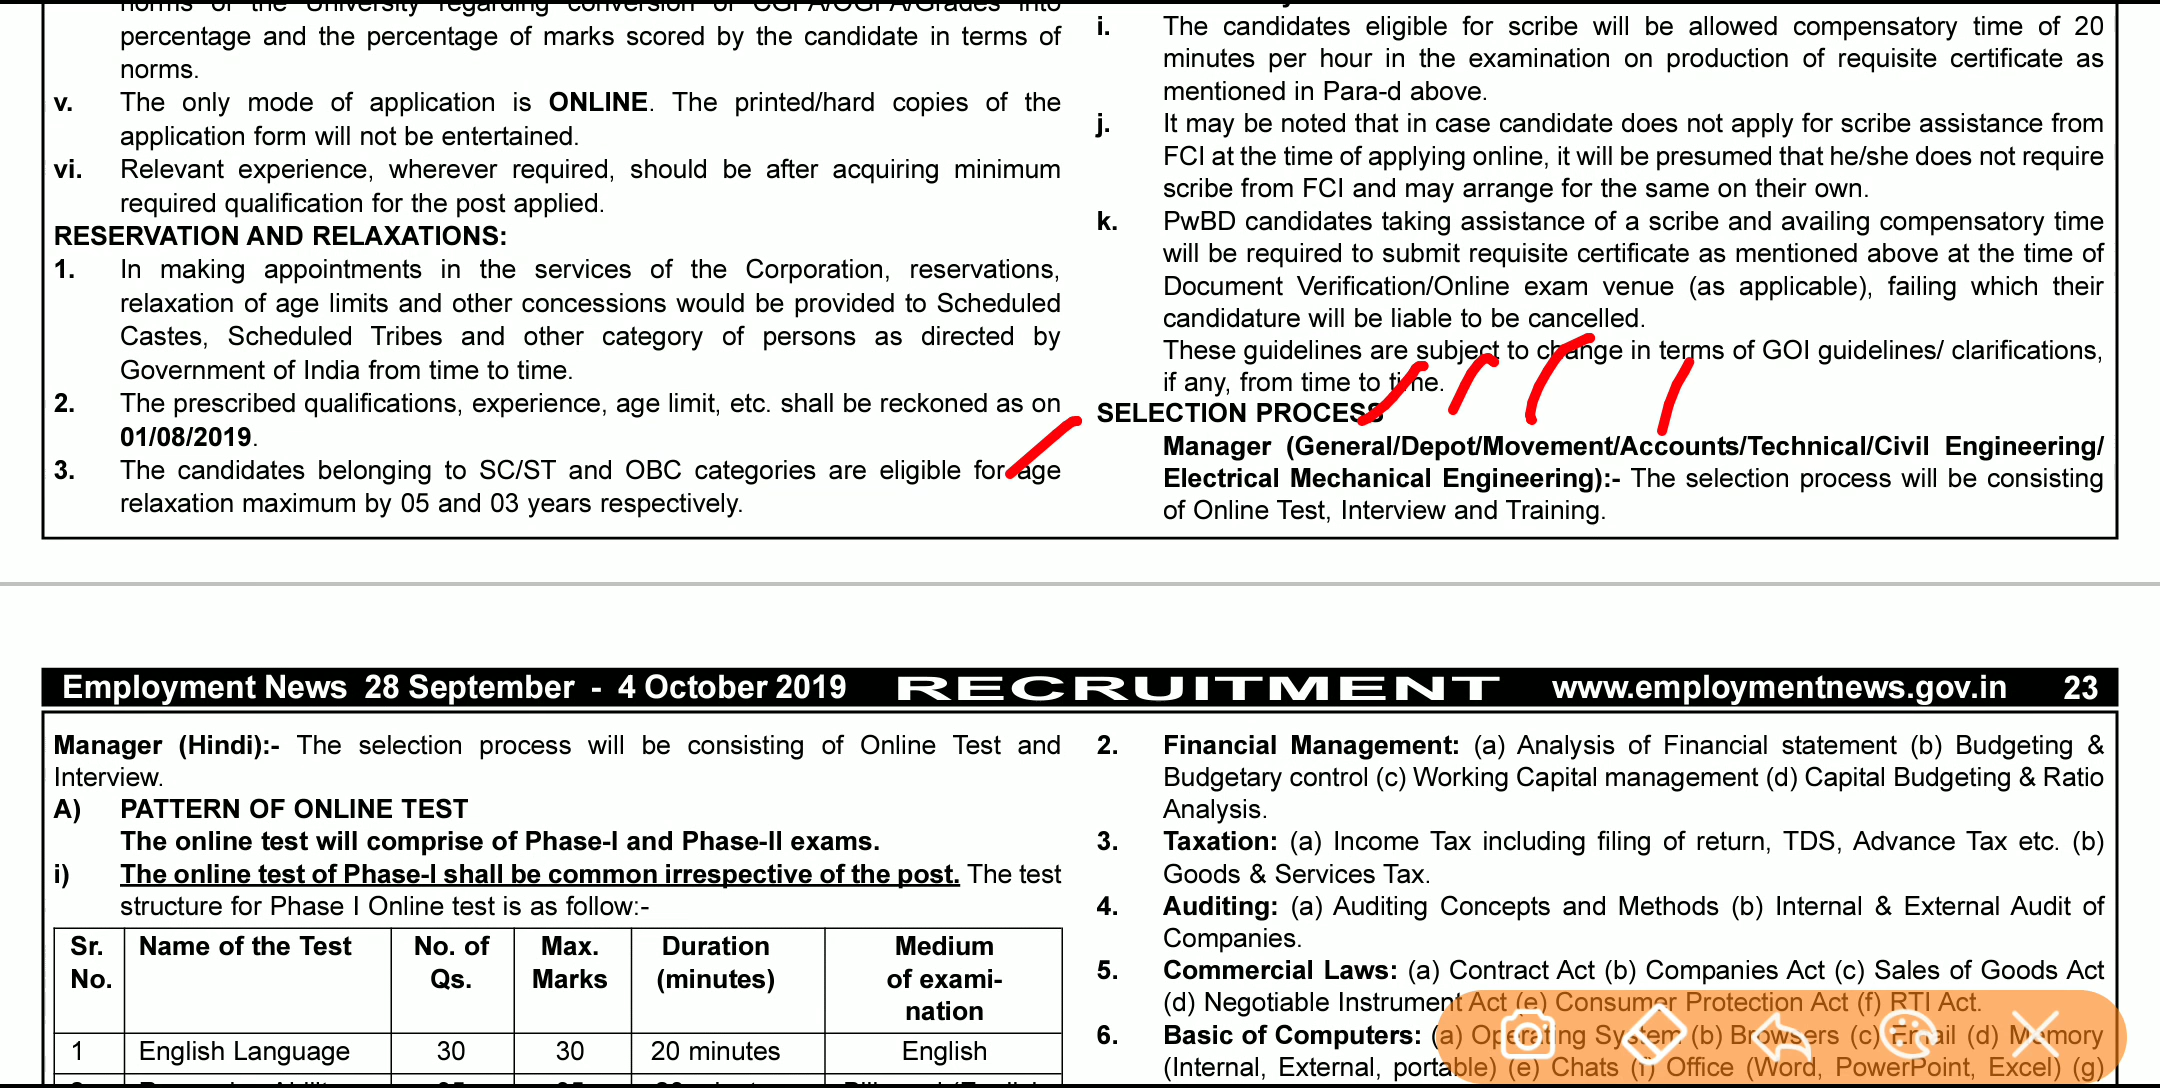 norms of the University regarding conversion of CGPA/OGPA/Grades into
percentage and the percentage of marks scored by the candidate in terms of
norms.
v. The only mode of application is ONLINE. The printed/hard copies of the
application form will not be entertained.
vi. Relevant experience, wherever required, should be after acquiring minimum
required qualification for the post applied.
RESERVATION AND RELAXATIONS:
1. In making appointments in the services of the Corporation, reservations,
relaxation of age limits and other concessions would be provided to Scheduled
Castes, Scheduled Tribes and other category of persons as directed by
Government of India from time to time.
2. The prescribed qualifications, experience, age limit, etc. shall be reckoned as on
01/08/2019.
3. The candidates belonging to SC/ST and OBC categories are eligible for age
relaxation maximum by 05 and 03 years respectively.
i. The candidates eligible for scribe will be allowed compensatory time of 20
minutes per hour in the examination on production of requisite certificate as
mentioned in Para-d above.
j. It may be noted that in case candidate does not apply for scribe assistance from
FCI at the time of applying online, it will be presumed that he/she does not require
scribe from FCI and may arrange for the same on their own.
k. PwBD candidates taking assistance of a scribe and availing compensatory time
will be required to submit requisite certificate as mentioned above at the time of
Document Verification/Online exam venue (as applicable), failing which their
candidature will be liable to be cancelled.
These guidelines are subject to change in terms of GOI guidelines/ clarifications,
if any, from time to time.
SELECTION PROCESS
Manager (General/Depot/Movement/Accounts/Technical/Civil Engineering/
Electrical Mechanical Engineering):- The selection process will be consisting
of Online Test, Interview and Training.
Employment News 28 September - 4 October 2019 RECRUITMENT www.employmentnews.gov.in 23
Manager (Hindi):- The selection process will be consisting of Online Test and
Interview.
A) PATTERN OF ONLINE TEST
The online test will comprise of Phase-I and Phase-II exams.
i) The online test of Phase-I shall be common irrespective of the post. The test
structure for Phase I Online test is as follow:-
Sr. Name of the Test No. of Max. Duration Medium
No. Qs. Marks (minutes) of exami-
nation
1 English Language 30 30 20 minutes English
2. Financial Management: (a) Analysis of Financial statement (b) Budgeting &
Budgetary control (c) Working Capital management (d) Capital Budgeting & Ratio
Analysis.
3. Taxation: (a) Income Tax including filing of return, TDS, Advance Tax etc. (b)
Goods & Services Tax.
4. Auditing: (a) Auditing Concepts and Methods (b) Internal & External Audit of
Companies.
5. Commercial Laws: (a) Contract Act (b) Companies Act (c) Sales of Goods Act
(d) Negotiable Instrument Act (e) Consumer Protection Act (f) RTI Act.
6. Basic of Computers: (a) Operating System (b) Browsers (c) Email (d) Memory
(Internal, External, portable) (e) Chats (f) Office (Word, PowerPoint, Excel) (g)